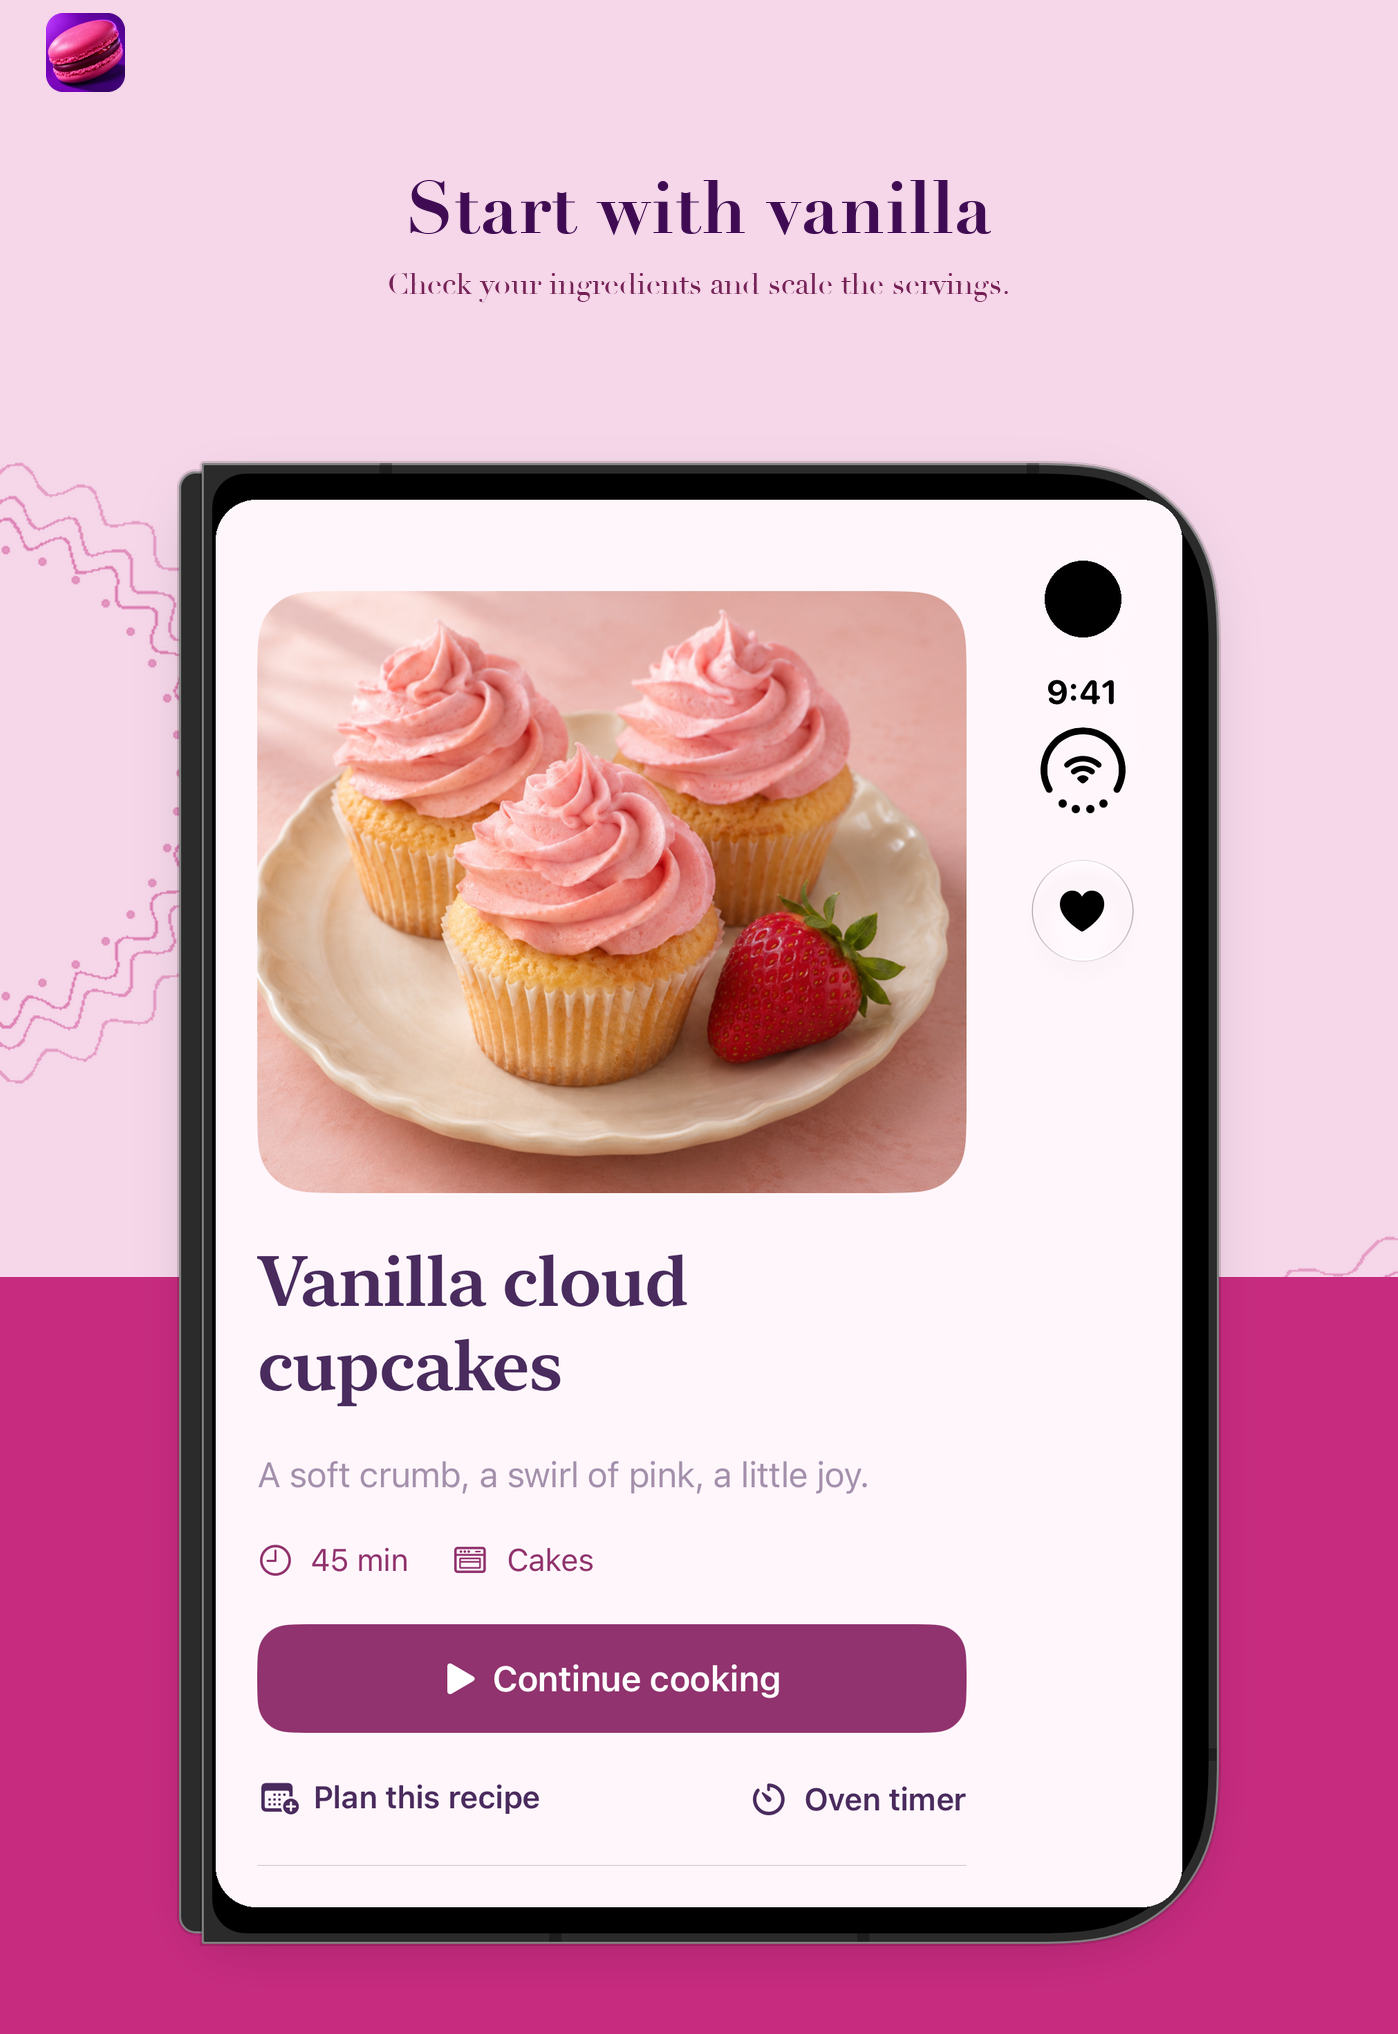 Start with vanilla
Check your ingredients and scale the servings.
9:41
Vanilla cloud
cupcakes
A soft crumb, a swirl of pink, a little joy.
45 min Cakes
Continue cooking
Plan this recipe Oven timer